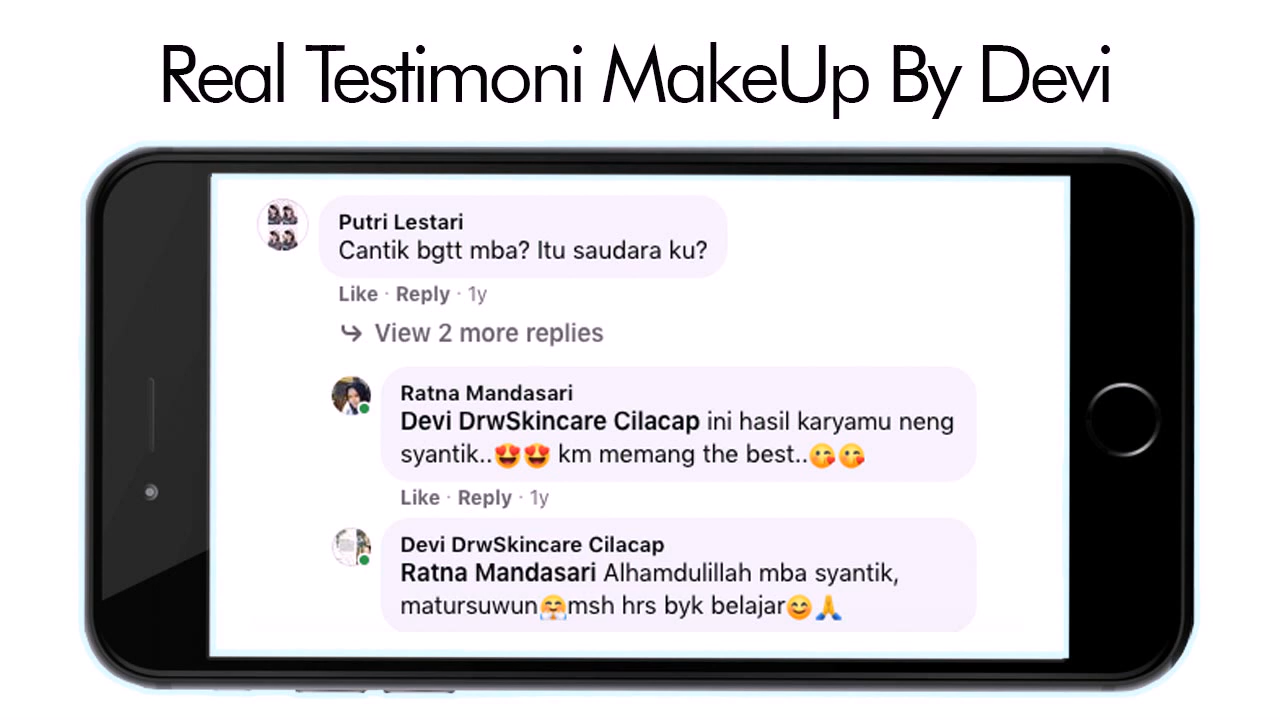 Real Testimoni MakeUp By Devi
Putri Lestari
Cantik bgtt mba? Itu saudara ku?
Like · Reply · 1y
View 2 more replies
Ratna Mandasari
Devi DrwSkincare Cilacap ini hasil karyamu neng
syantik..😍😍 km memang the best..😘😘
Like · Reply · 1y
Devi DrwSkincare Cilacap
Ratna Mandasari Alhamdulillah mba syantik,
matursuwun🤗msh hrs byk belajar😊🙏